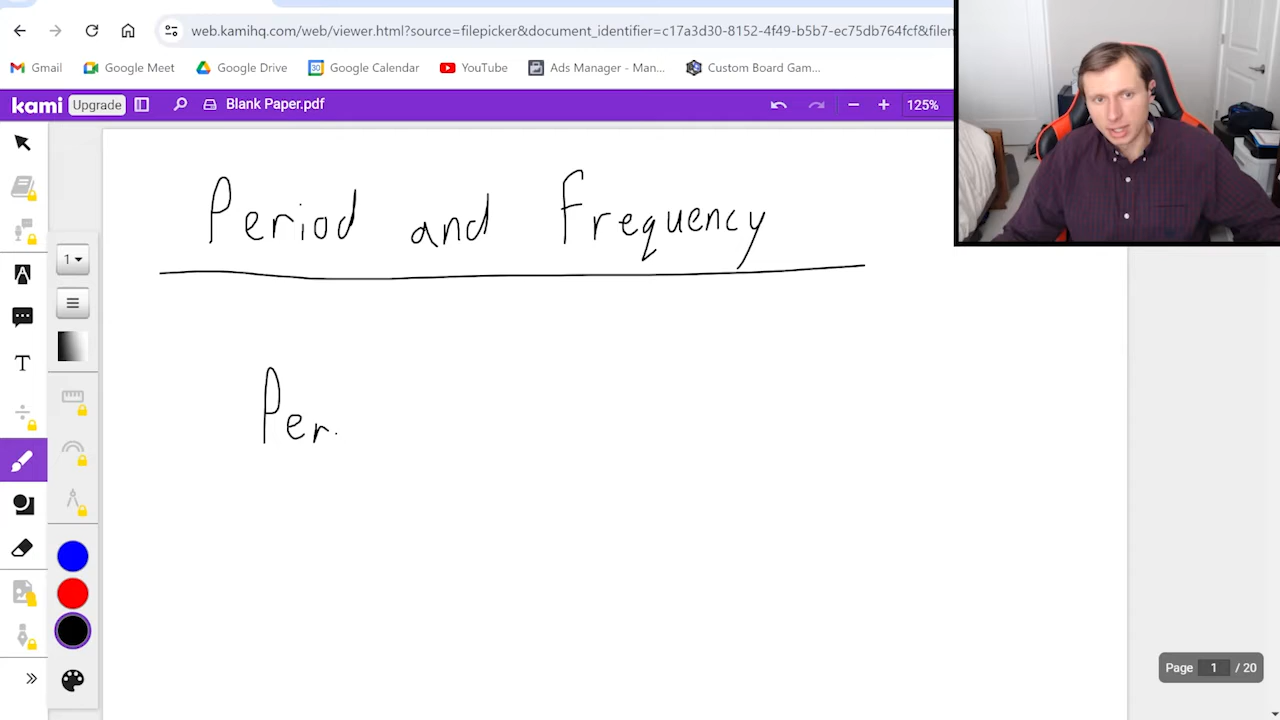 web.kamihq.com/web/viewer.html?source=filepicker&document_identifier=c17a3d30-8152-4f49-b5b7-ec75db764fcf&filen
Gmail Google Meet Google Drive 30 Google Calendar YouTube Ads Manager - Man... Custom Board Gam...
kami Upgrade Blank Paper.pdf 125%
Period and Frequency
1
T
Per
Page 1 / 20